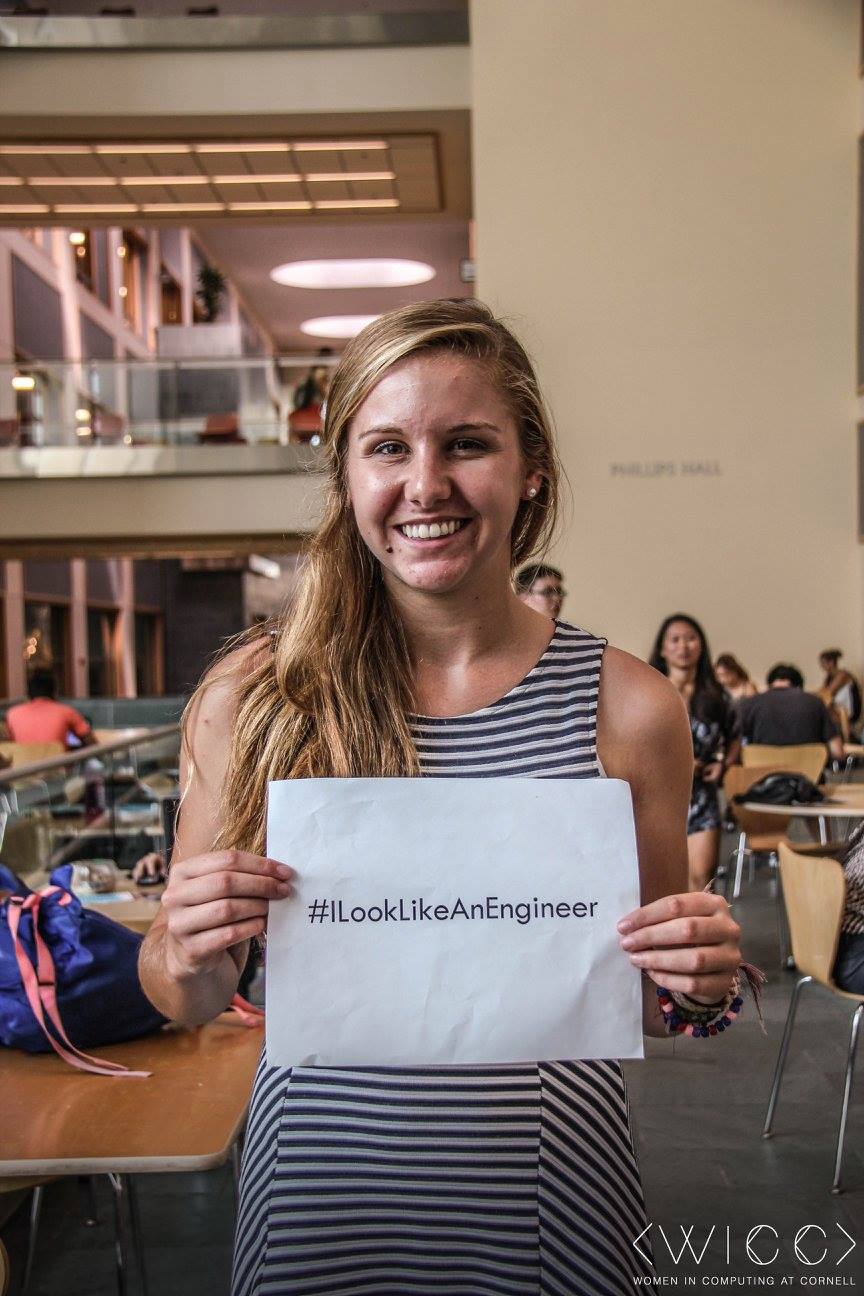 PHILLIPS HALL
#ILookLikeAnEngineer
<WICC>
WOMEN IN COMPUTING AT CORNELL